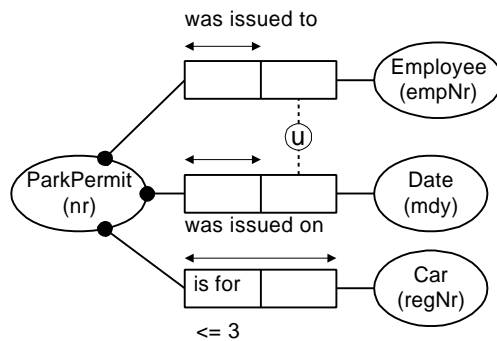 was issued to
Employee
(empNr)
u
ParkPermit
(nr)
Date
(mdy)
was issued on
is for
Car
(regNr)
<= 3